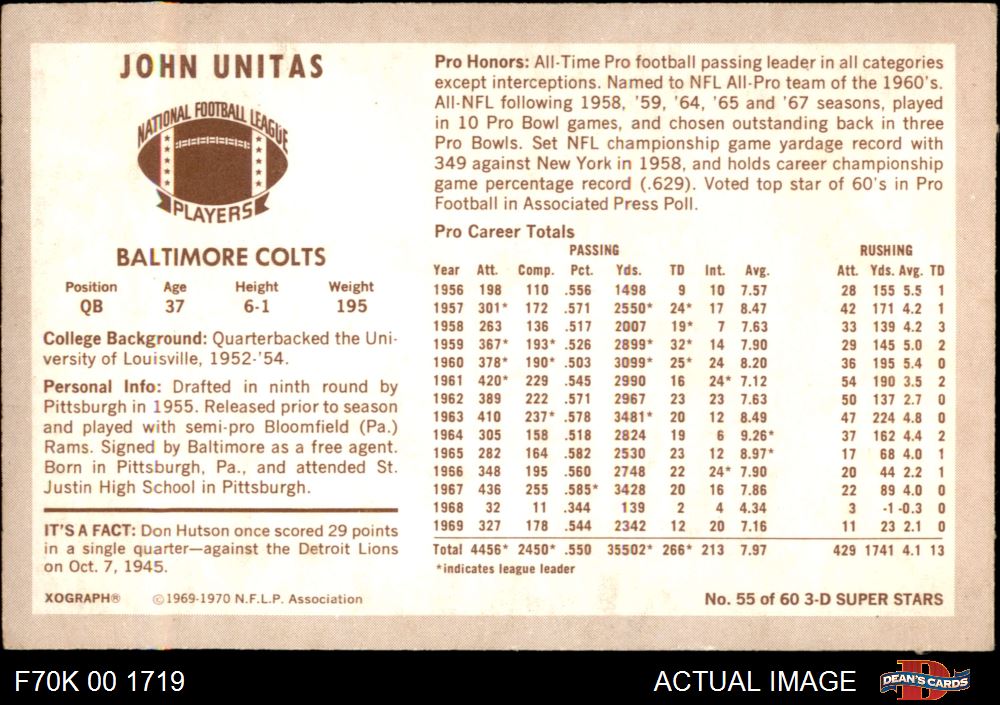 JOHN UNITAS
NATIONAL FOOTBALL LEAGUE
PLAYERS
BALTIMORE COLTS
Position Age Height Weight
QB 37 6-1 195
College Background: Quarterbacked the Uni-
versity of Louisville, 1952-'54.
Personal Info: Drafted in ninth round by
Pittsburgh in 1955. Released prior to season
and played with semi-pro Bloomfield (Pa.)
Rams. Signed by Baltimore as a free agent.
Born in Pittsburgh, Pa., and attended St.
Justin High School in Pittsburgh.
IT'S A FACT: Don Hutson once scored 29 points
in a single quarter—against the Detroit Lions
on Oct. 7, 1945.
XOGRAPH® ©1969-1970 N.F.L.P. Association
Pro Honors: All-Time Pro football passing leader in all categories
except interceptions. Named to NFL All-Pro team of the 1960's.
All-NFL following 1958, '59, '64, '65 and '67 seasons, played
in 10 Pro Bowl games, and chosen outstanding back in three
Pro Bowls. Set NFL championship game yardage record with
349 against New York in 1958, and holds career championship
game percentage record (.629). Voted top star of 60's in Pro
Football in Associated Press Poll.
Pro Career Totals
PASSING RUSHING
Year Att. Comp. Pct. Yds. TD Int. Avg. Att. Yds. Avg. TD
1956 198 110 .556 1498 9 10 7.57 28 155 5.5 1
1957 301* 172 .571 2550* 24* 17 8.47 42 171 4.2 1
1958 263 136 .517 2007 19* 7 7.63 33 139 4.2 3
1959 367* 193* .526 2899* 32* 14 7.90 29 145 5.0 2
1960 378* 190* .503 3099* 25* 24 8.20 36 195 5.4 0
1961 420* 229 .545 2990 16 24* 7.12 54 190 3.5 2
1962 389 222 .571 2967 23 23 7.63 50 137 2.7 0
1963 410 237* .578 3481* 20 12 8.49 47 224 4.8 0
1964 305 158 .518 2824 19 6 9.26* 37 162 4.4 2
1965 282 164 .582 2530 23 12 8.97* 17 68 4.0 1
1966 348 195 .560 2748 22 24* 7.90 20 44 2.2 1
1967 436 255 .585* 3428 20 16 7.86 22 89 4.0 0
1968 32 11 .344 139 2 4 4.34 3 -1 -0.3 0
1969 327 178 .544 2342 12 20 7.16 11 23 2.1 0
Total 4456* 2450* .550 35502* 266* 213 7.97 429 1741 4.1 13
*indicates league leader
No. 55 of 60 3-D SUPER STARS
F70K 00 1719 ACTUAL IMAGE D DEAN'S CARDS